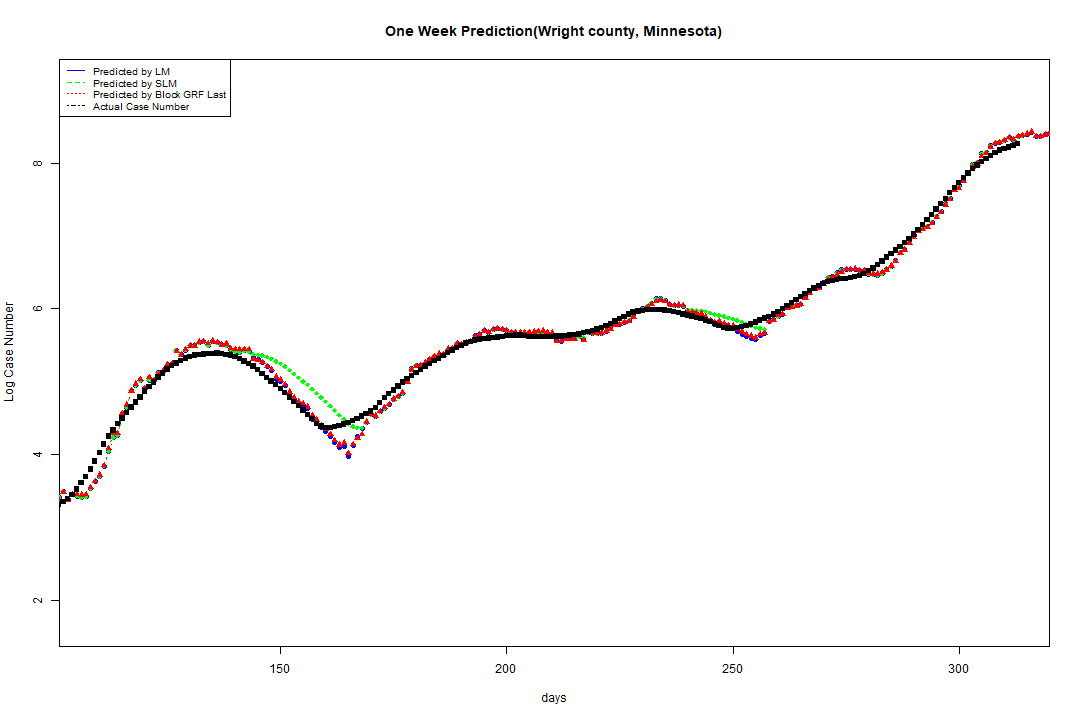 One Week Prediction(Wright county, Minnesota)
Predicted by LM
Predicted by SLM
Predicted by Block GRF Last
Actual Case Number
8
6
4
2
Log Case Number
150 200 250 300
days